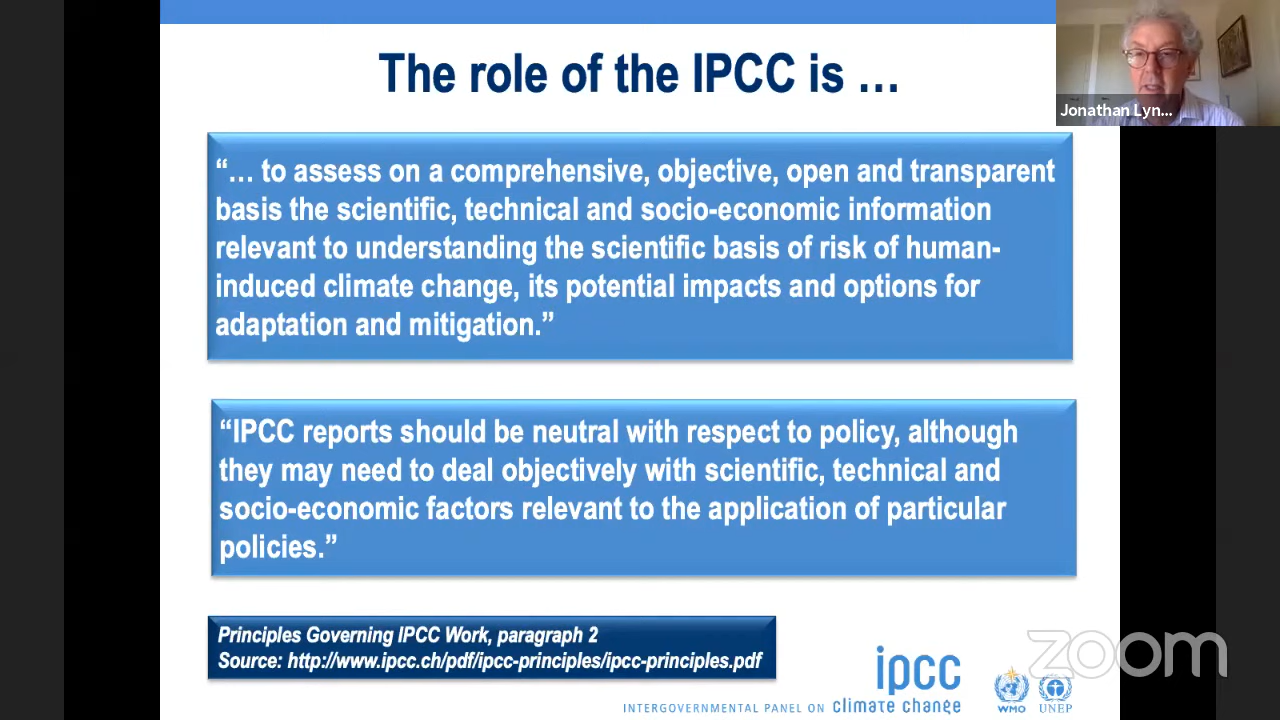 The role of the IPCC is …
Jonathan Lyn...
“… to assess on a comprehensive, objective, open and transparent
basis the scientific, technical and socio-economic information
relevant to understanding the scientific basis of risk of human-
induced climate change, its potential impacts and options for
adaptation and mitigation.”
“IPCC reports should be neutral with respect to policy, although
they may need to deal objectively with scientific, technical and
socio-economic factors relevant to the application of particular
policies.”
Principles Governing IPCC Work, paragraph 2
Source: http://www.ipcc.ch/pdf/ipcc-principles/ipcc-principles.pdf
ipcc
INTERGOVERNMENTAL PANEL ON climate change
WMO
UNEP
zoom